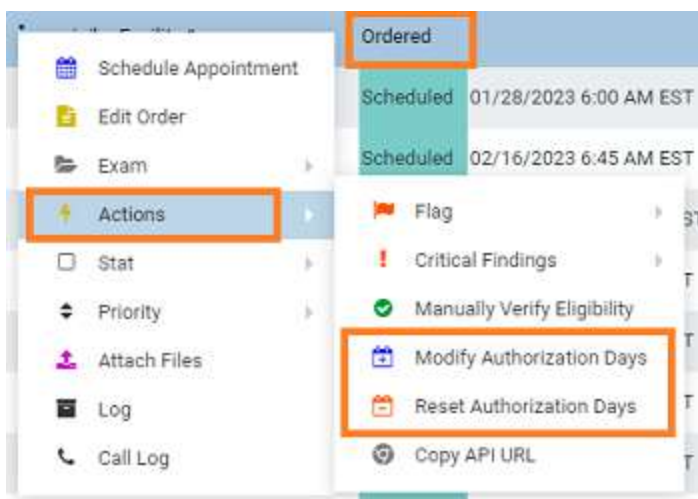 Ordered
Schedule Appointment
Scheduled 01/28/2023 6:00 AM EST
Edit Order
Exam
Scheduled 02/16/2023 6:45 AM EST
Actions
Flag
Stat
Critical Findings
Priority
Manually Verify Eligibility
Attach Files
Modify Authorization Days
Log
Reset Authorization Days
Call Log
Copy API URL